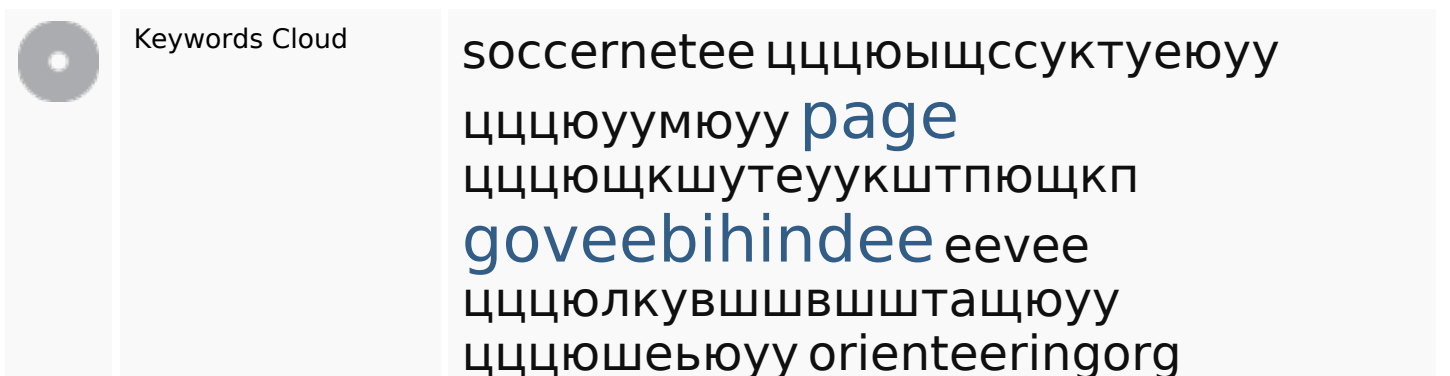 Keywords Cloud
soccernetee цццюыщссуктуеюуу
цццюуумюуу page
цццющкшутеуукштпющкп
goveebihindee eevee
цццюлкувшшвшштащюуу
цццюшеьюуу orienteeringorg